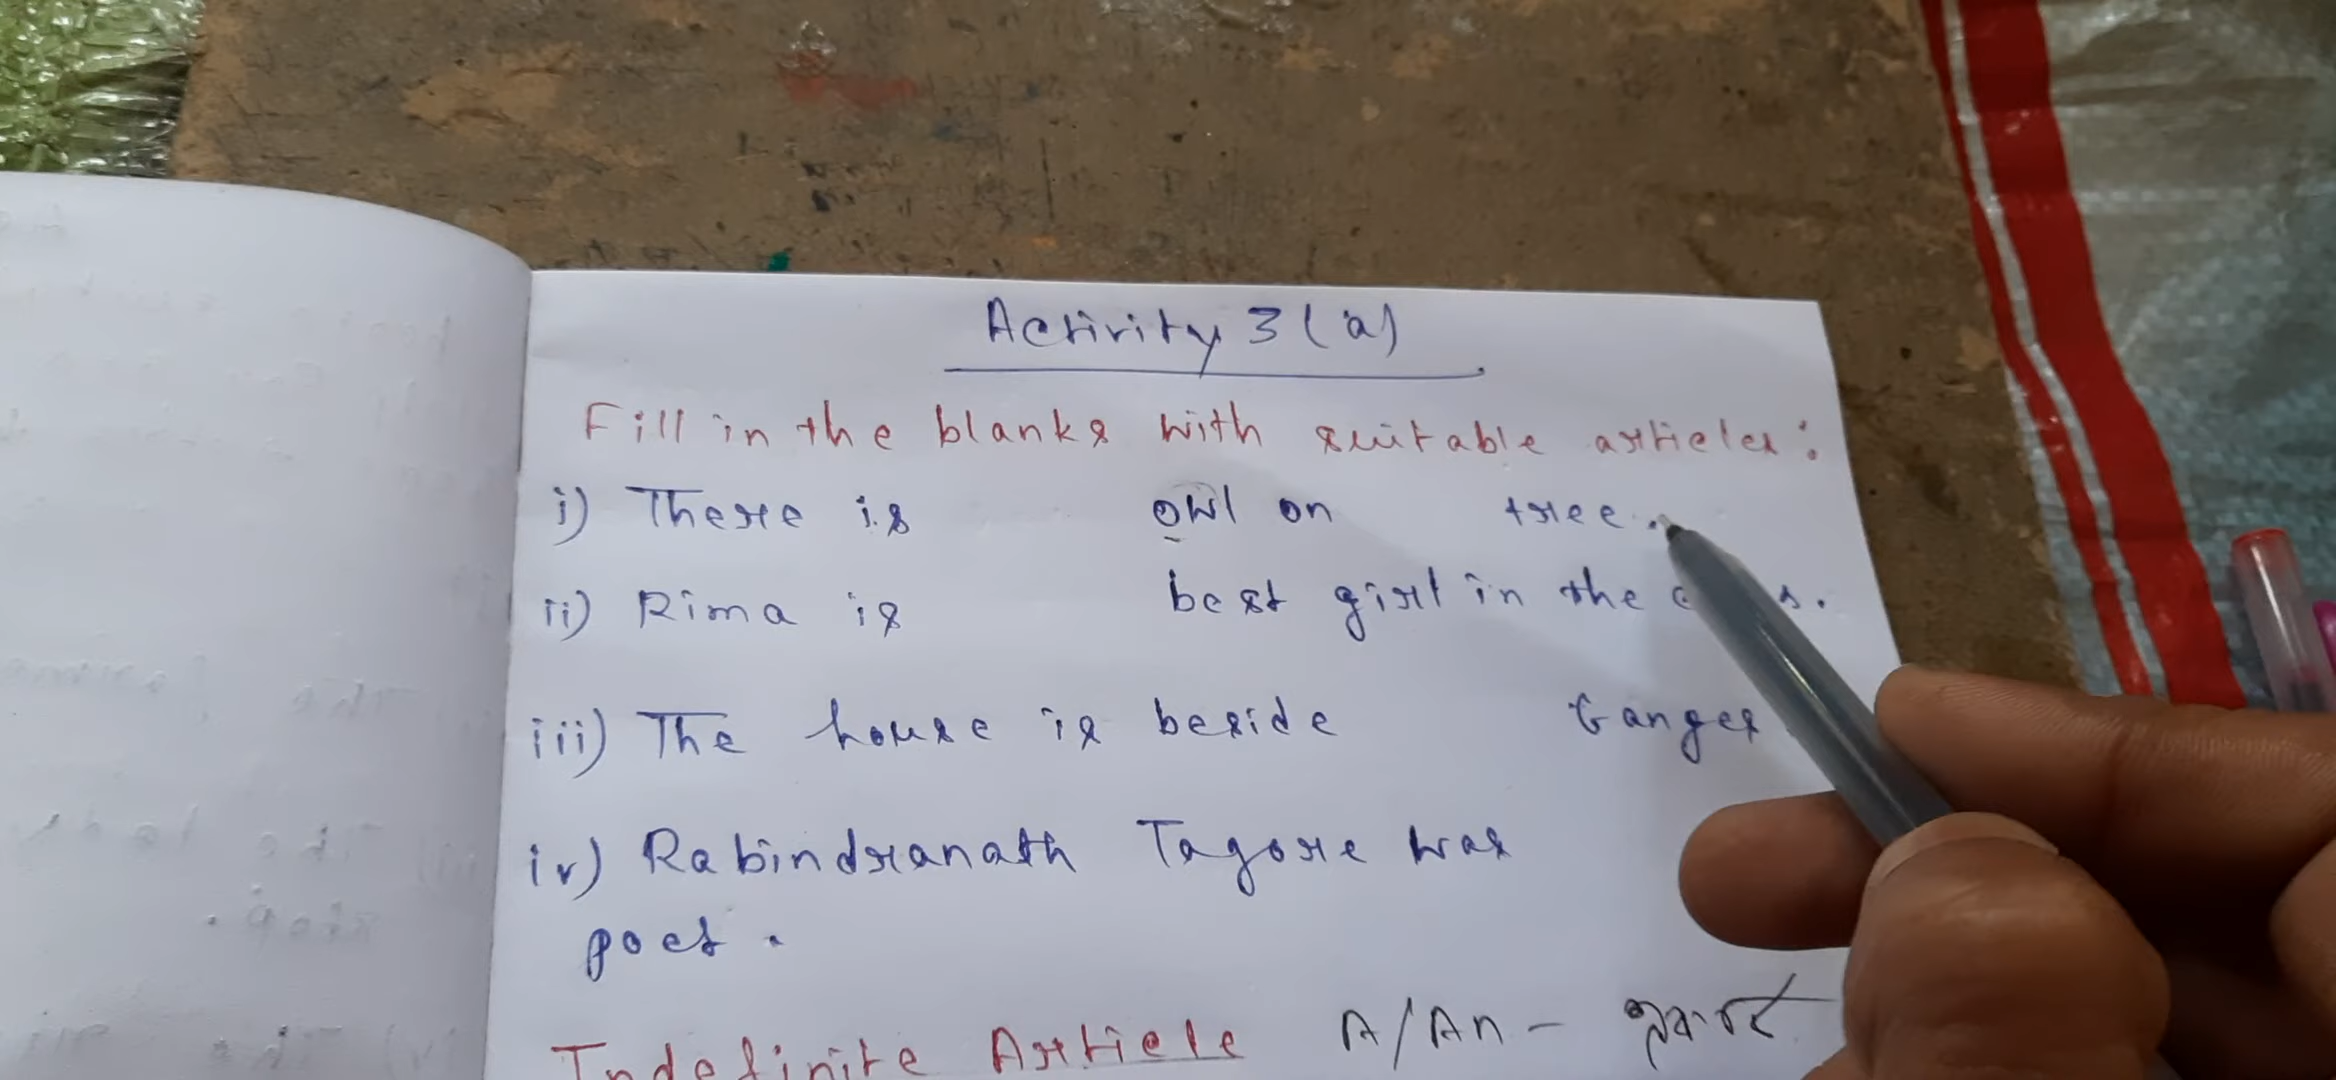 Activity 3 (a)
Fill in the blanks with suitable articles:
i) There is owl on tree.
ii) Rima is best girl in the
iii) The house is beside Ganges
iv) Rabindranath Tagore was
poet.
Indefinite Article A/An - একটি